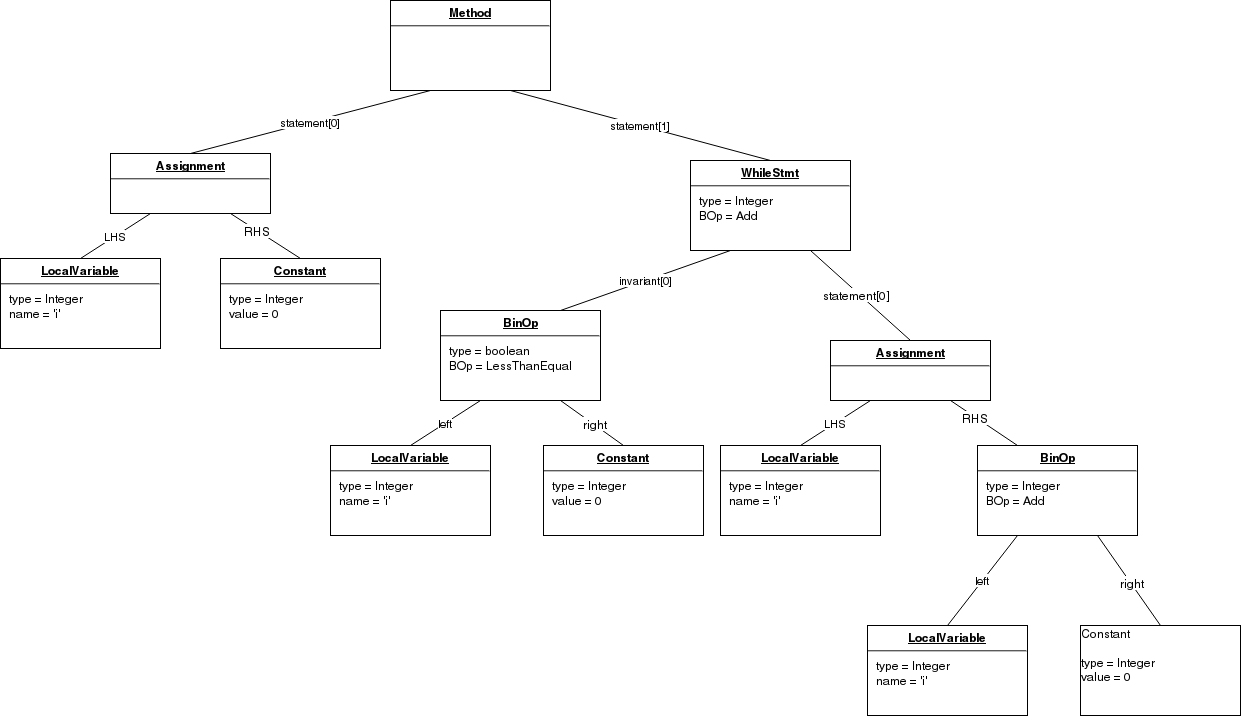 Method
statement[0]
statement[1]
Assignment
WhileStmt
type = Integer
BOp = Add
LHS
RHS
LocalVariable
type = Integer
name = 'i'
Constant
type = Integer
value = 0
invariant[0]
statement[0]
BinOp
type = boolean
BOp = LessThanEqual
Assignment
left
right
LHS
RHS
LocalVariable
type = Integer
name = 'i'
Constant
type = Integer
value = 0
LocalVariable
type = Integer
name = 'i'
BinOp
type = Integer
BOp = Add
left
right
LocalVariable
type = Integer
name = 'i'
Constant
type = Integer
value = 0